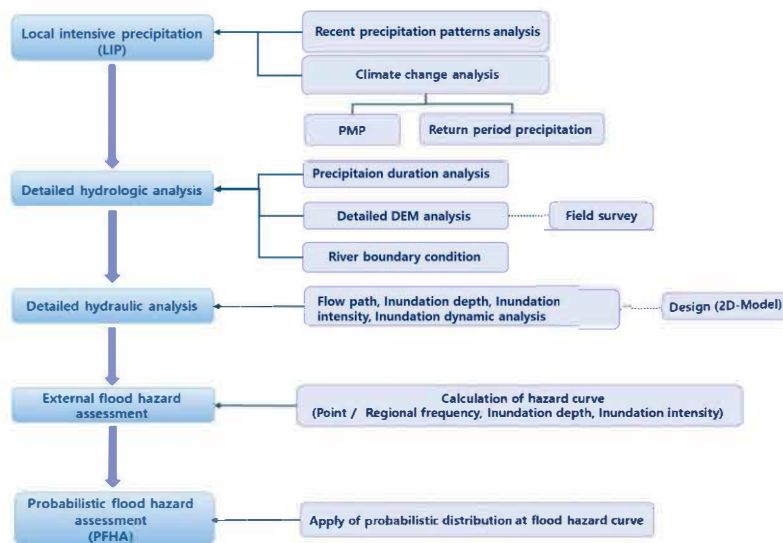 Local intensive precipitation
(LIP)
Recent precipitation patterns analysis
Climate change analysis
PMP
Return period precipitation
Detailed hydrologic analysis
Precipitaion duration analysis
Detailed DEM analysis
Field survey
River boundary condition
Detailed hydraulic analysis
Flow path, Inundation depth, Inundation
intensity, Inundation dynamic analysis
Design (2D-Model)
External flood hazard
assessment
Calculation of hazard curve
(Point / Regional frequency, Inundation depth, Inundation intensity)
Probabilistic flood hazard
assessment
(PFHA)
Apply of probabilistic distribution at flood hazard curve